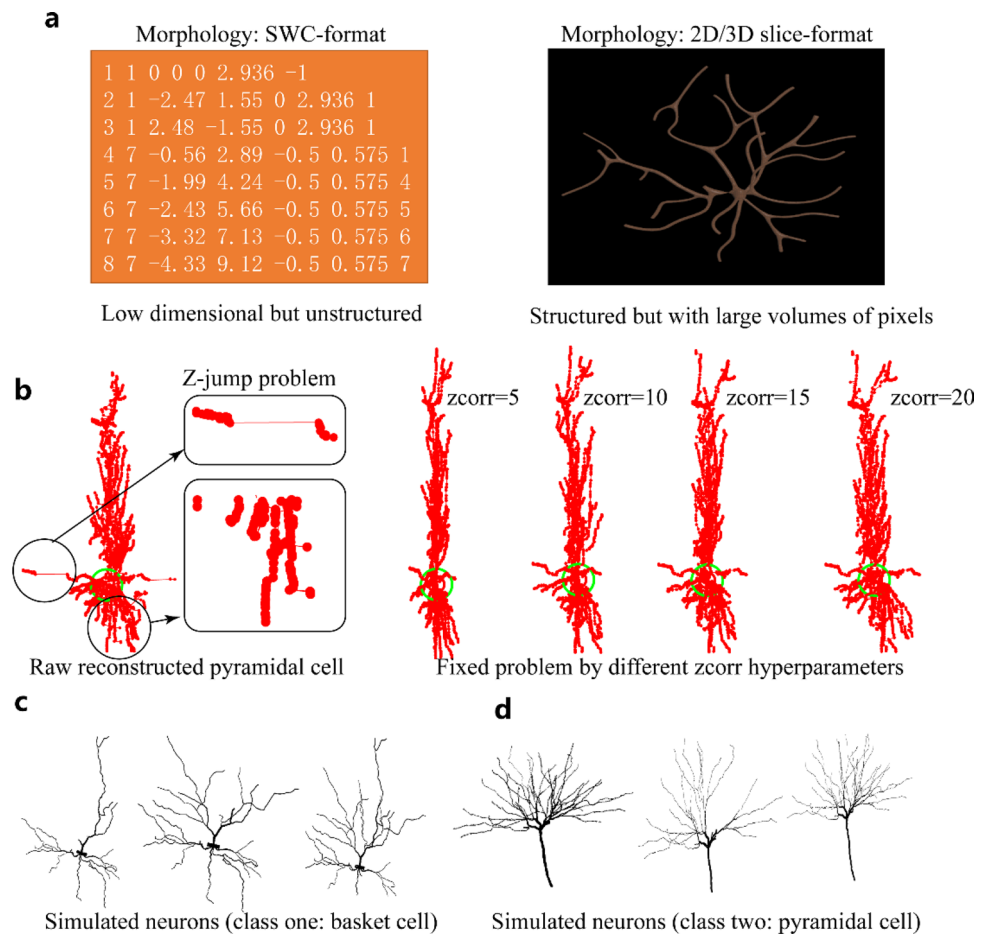 a
Morphology: SWC-format
1 1 0 0 0 2.936 −1
2 1 −2.47 1.55 0 2.936 1
3 1 2.48 −1.55 0 2.936 1
4 7 −0.56 2.89 −0.5 0.575 1
5 7 −1.99 4.24 −0.5 0.575 4
6 7 −2.43 5.66 −0.5 0.575 5
7 7 −3.32 7.13 −0.5 0.575 6
8 7 −4.33 9.12 −0.5 0.575 7
Low dimensional but unstructured
Morphology: 2D/3D slice-format
Structured but with large volumes of pixels
b
Z-jump problem
Raw reconstructed pyramidal cell
zcorr=5
zcorr=10
zcorr=15
zcorr=20
Fixed problem by different zcorr hyperparameters
c
Simulated neurons (class one: basket cell)
d
Simulated neurons (class two: pyramidal cell)